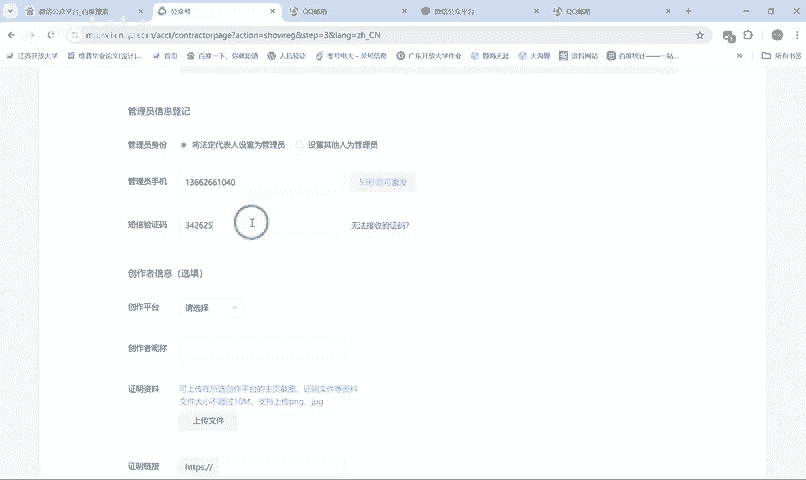 微信公众平台_百度搜索
公众号
QQ邮箱
微信公众平台
QQ邮箱
/acct/contractorpage?action=showreg&step=3&lang=zh_CN
江苏开放大学
首页
百度一下，你就知道
人机验证
广东开放大学作业
题海无涯
大淘题
资料网站
百度统计——一站...
所有书签
管理员信息登记
管理员身份
将法定代表人设置为管理员
设置其他人为管理员
管理员手机
13662661040
53秒后可重发
短信验证码
342625
无法接收验证码?
创作者信息（选填）
创作平台
请选择
创作者昵称
证明资料
可上传在所选创作平台的主页截图、证明文件等资料
文件大小不超过10M，支持上传png、jpg
上传文件
证明链接
https://